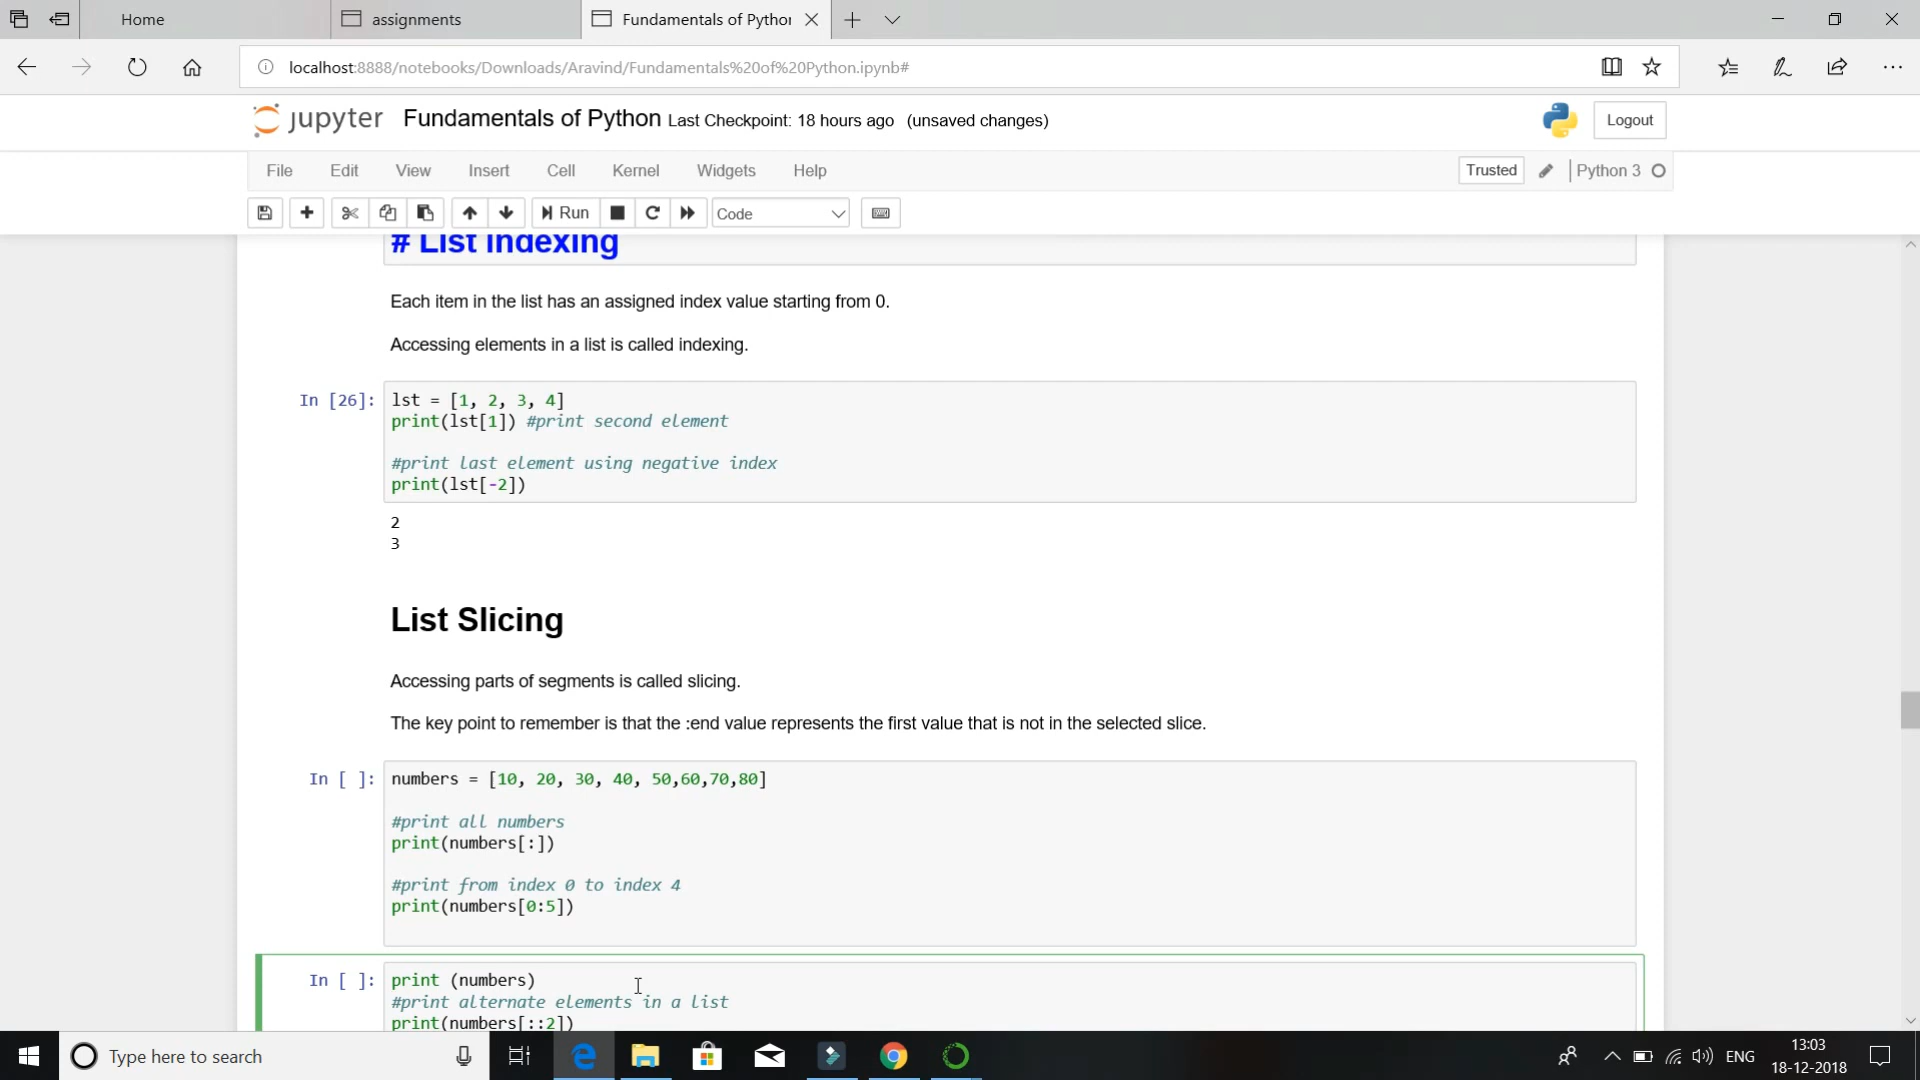 Home
assignments
Fundamentals of Pythor
localhost:8888/notebooks/Downloads/Aravind/Fundamentals%20of%20Python.ipynb#
jupyter Fundamentals of Python Last Checkpoint: 18 hours ago (unsaved changes)
Logout
File Edit View Insert Cell Kernel Widgets Help
Trusted
Python 3
Run
Code
# List Indexing
Each item in the list has an assigned index value starting from 0.
Accessing elements in a list is called indexing.
In [26]: lst = [1, 2, 3, 4]
print(lst[1]) #print second element
#print last element using negative index
print(lst[-2])
2
3
List Slicing
Accessing parts of segments is called slicing.
The key point to remember is that the :end value represents the first value that is not in the selected slice.
In [ ]: numbers = [10, 20, 30, 40, 50,60,70,80]
#print all numbers
print(numbers[:])
#print from index 0 to index 4
print(numbers[0:5])
In [ ]: print (numbers)
#print alternate elements in a list
print(numbers[::2])
Type here to search
ENG
13:03
18-12-2018